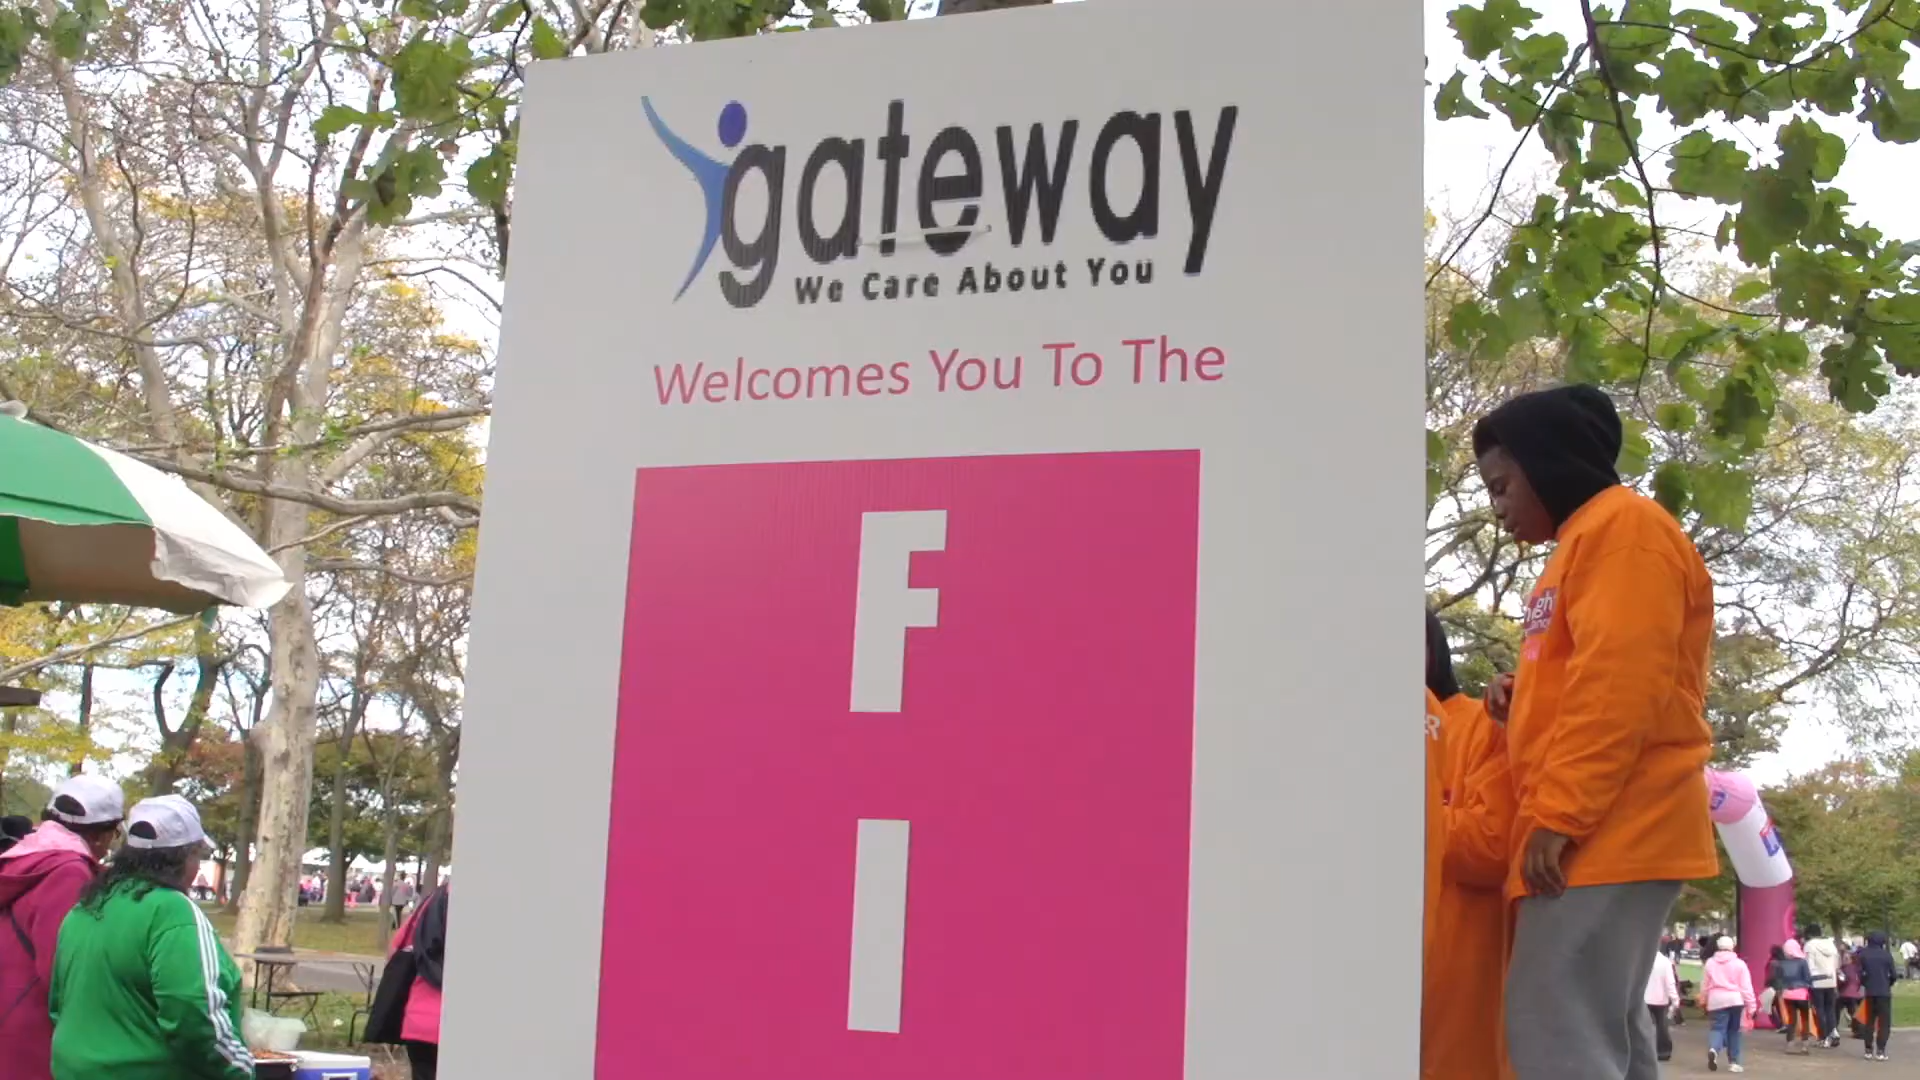 gateway
We Care About You
Welcomes You To The
F
I